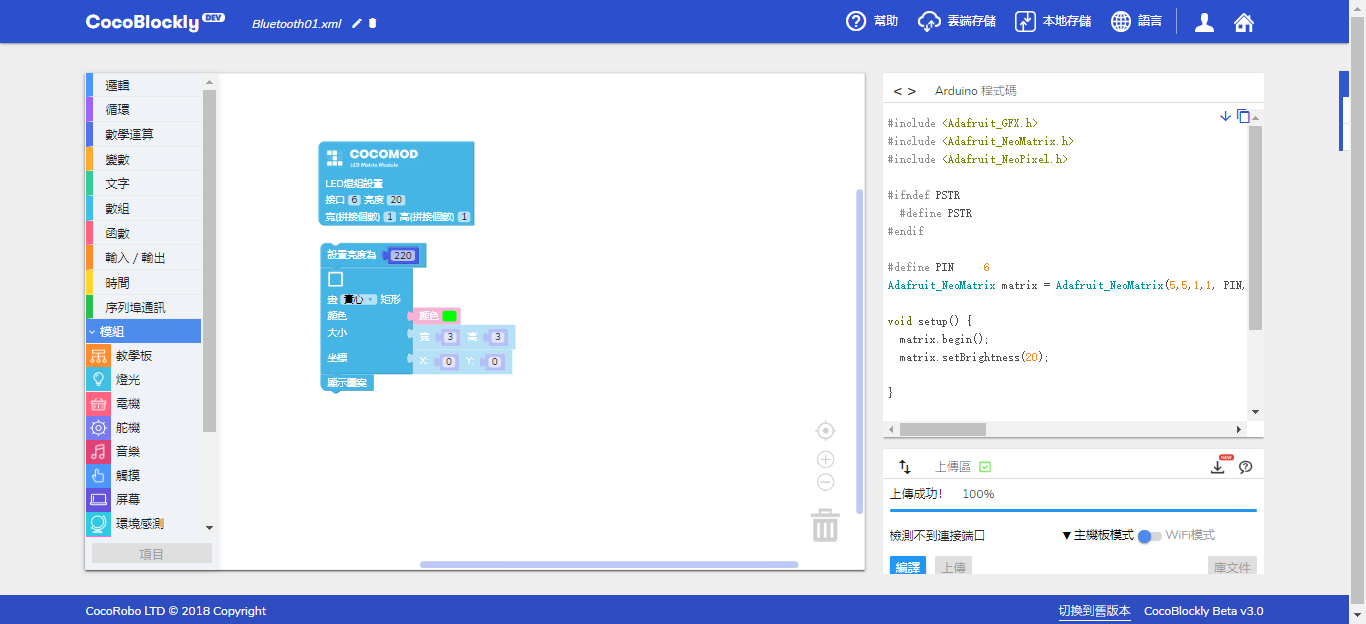 CocoBlockly DEV
Bluetooth01.xml
幫助
雲端存儲
本地存儲
語言
邏輯
循環
數學運算
變數
文字
數組
函數
輸入 / 輸出
時間
序列埠通訊
模組
教學板
燈光
電機
舵機
音樂
觸摸
屏幕
環境感測
項目
COCOMOD
LED Matrix Module
LED燈組設置
接口 6 亮度 20
寬(拼接個數) 1 高(拼接個數) 1
設置亮度為 220
畫 實心 矩形
顏色 顏色
大小 寬 3 高 3
坐標 X: 0 Y: 0
顯示圖案
< > Arduino 程式碼
#include <Adafruit_GFX.h>
#include <Adafruit_NeoMatrix.h>
#include <Adafruit_NeoPixel.h>
#ifndef PSTR
#define PSTR
#endif
#define PIN 6
Adafruit_NeoMatrix matrix = Adafruit_NeoMatrix(5,5,1,1, PIN,
void setup() {
matrix.begin();
matrix.setBrightness(20);
}
上傳區
NEW
上傳成功! 100%
檢測不到連接端口
▼主機板模式 WiFi模式
編譯 上傳 庫文件
CocoRobo LTD © 2018 Copyright
切換到舊版本 CocoBlockly Beta v3.0